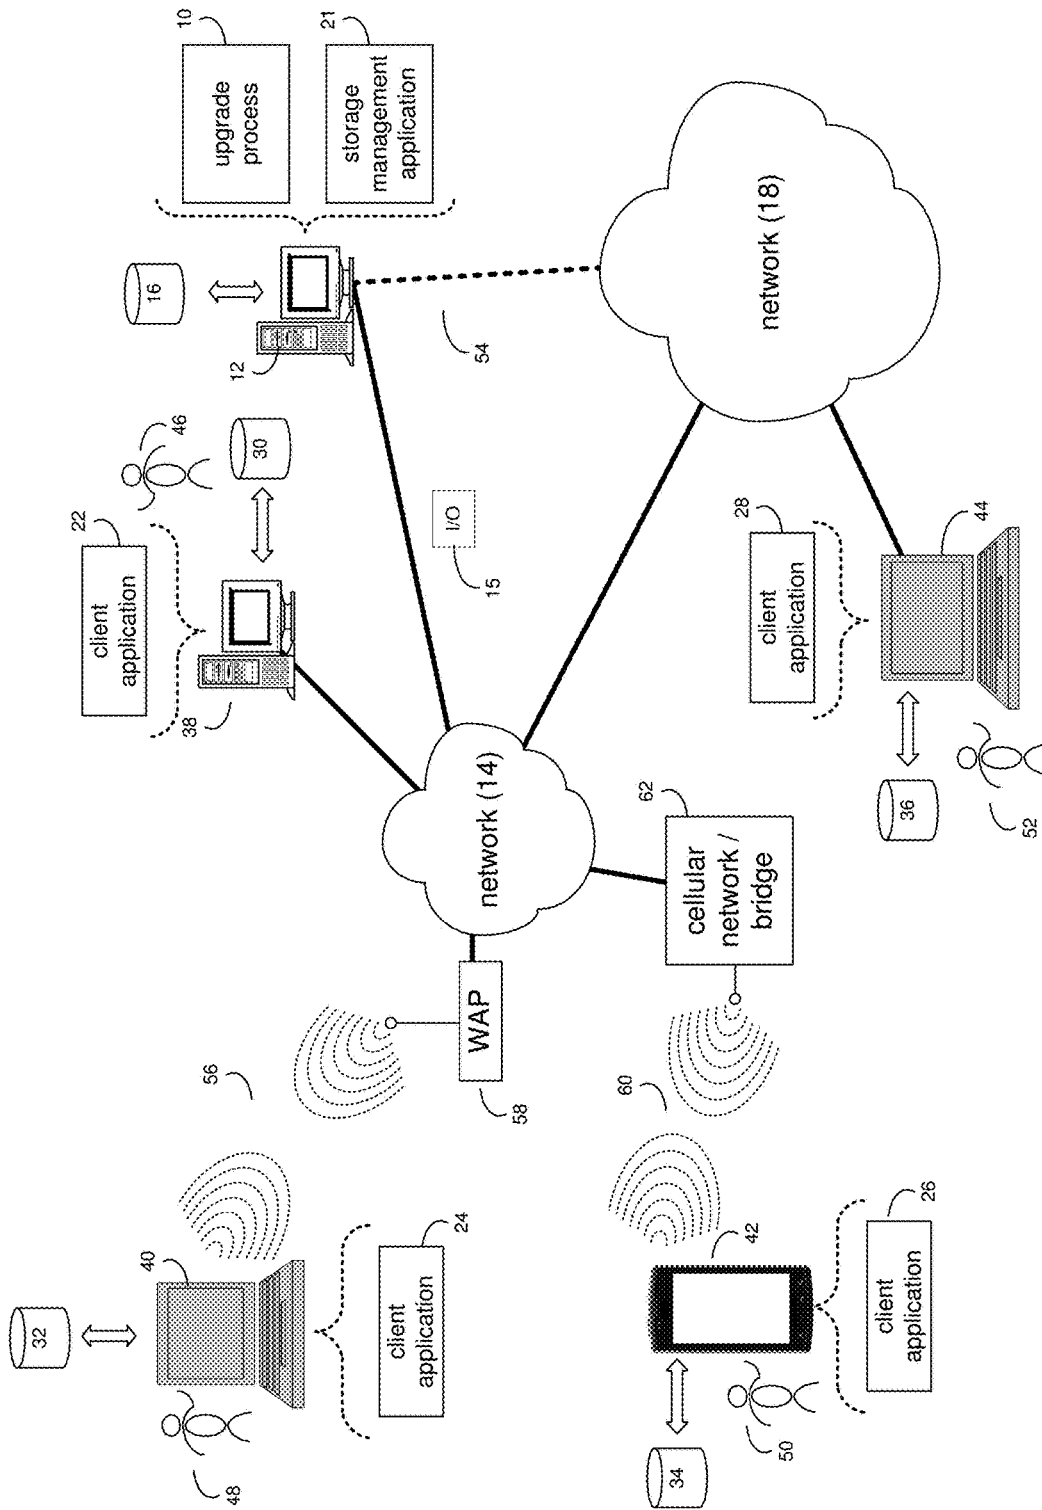 32
40
48
56
client
application
22
38
46
30
16
12
10
upgrade
process
21
storage
management
application
client
application
24
WAP
58
network (14)
I/O
15
54
34
50
42
60
62
cellular
network /
bridge
network (18)
client
application
28
client
application
26
36
44
52